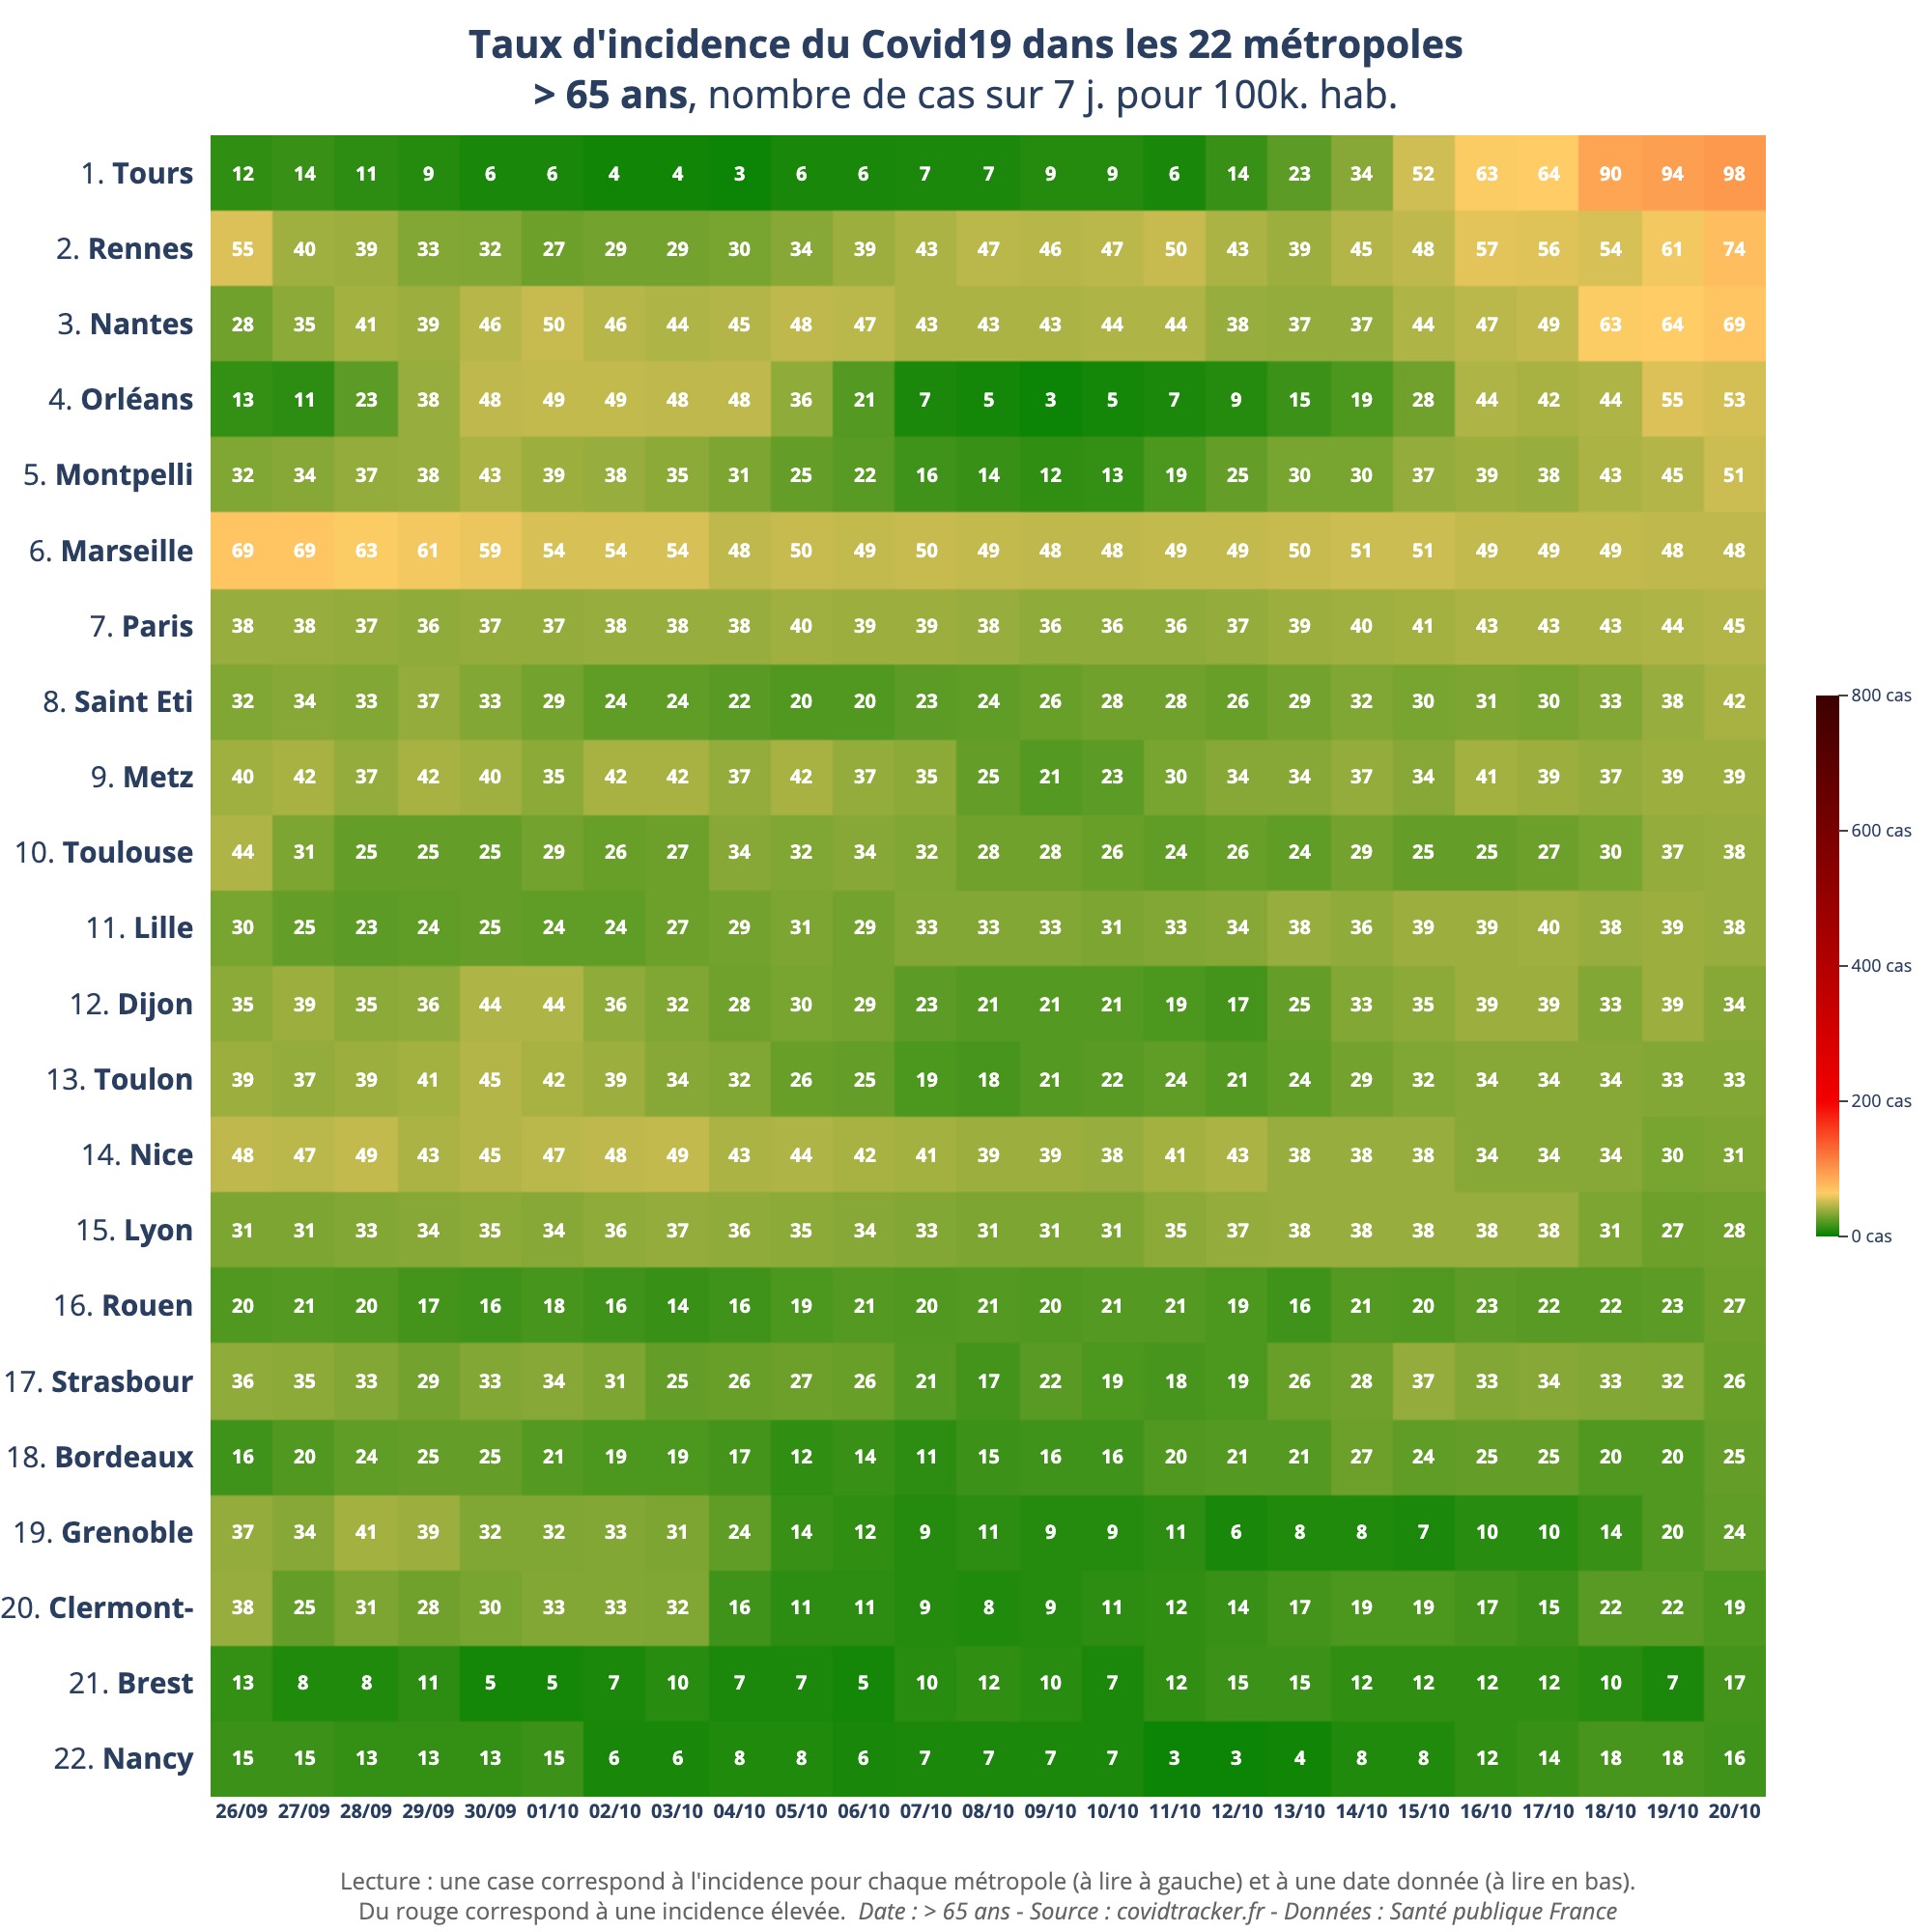 Taux d'incidence du Covid19 dans les 22 métropoles
> 65 ans, nombre de cas sur 7 j. pour 100k. hab.
1. Tours 12 14 11 9 6 6 4 4 3 6 6 7 7 9 9 6 14 23 34 52 63 64 90 94 98
2. Rennes 55 40 39 33 32 27 29 29 30 34 39 43 47 46 47 50 43 39 45 48 57 56 54 61 74
3. Nantes 28 35 41 39 46 50 46 44 45 48 47 43 43 43 44 44 38 37 37 44 47 49 63 64 69
4. Orléans 13 11 23 38 48 49 49 48 48 36 21 7 5 3 5 7 9 15 19 28 44 42 44 55 53
5. Montpelli 32 34 37 38 43 39 38 35 31 25 22 16 14 12 13 19 25 30 30 37 39 38 43 45 51
6. Marseille 69 69 63 61 59 54 54 54 48 50 49 50 49 48 48 49 49 50 51 51 49 49 49 48 48
7. Paris 38 38 37 36 37 37 38 38 38 40 39 39 38 36 36 36 37 39 40 41 43 43 43 44 45
8. Saint Eti 32 34 33 37 33 29 24 24 22 20 20 23 24 26 28 28 26 29 32 30 31 30 33 38 42
9. Metz 40 42 37 42 40 35 42 42 37 42 37 35 25 21 23 30 34 34 37 34 41 39 37 39 39
10. Toulouse 44 31 25 25 25 29 26 27 34 32 34 32 28 28 26 24 26 24 29 25 25 27 30 37 38
11. Lille 30 25 23 24 25 24 24 27 29 31 29 33 33 33 31 33 34 38 36 39 39 40 38 39 38
12. Dijon 35 39 35 36 44 44 36 32 28 30 29 23 21 21 21 19 17 25 33 35 39 39 33 39 34
13. Toulon 39 37 39 41 45 42 39 34 32 26 25 19 18 21 22 24 21 24 29 32 34 34 34 33 33
14. Nice 48 47 49 43 45 47 48 49 43 44 42 41 39 39 38 41 43 38 38 38 34 34 34 30 31
15. Lyon 31 31 33 34 35 34 36 37 36 35 34 33 31 31 31 35 37 38 38 38 38 38 31 27 28
16. Rouen 20 21 20 17 16 18 16 14 16 19 21 20 21 20 21 21 19 16 21 20 23 22 22 23 27
17. Strasbour 36 35 33 29 33 34 31 25 26 27 26 21 17 22 19 18 19 26 28 37 33 34 33 32 26
18. Bordeaux 16 20 24 25 25 21 19 19 17 12 14 11 15 16 16 20 21 21 27 24 25 25 20 20 25
19. Grenoble 37 34 41 39 32 32 33 31 24 14 12 9 11 9 9 11 6 8 8 7 10 10 14 20 24
20. Clermont- 38 25 31 28 30 33 33 32 16 11 11 9 8 9 11 12 14 17 19 19 17 15 22 22 19
21. Brest 13 8 8 11 5 5 7 10 7 7 5 10 12 10 7 12 15 15 12 12 12 12 10 7 17
22. Nancy 15 15 13 13 13 15 6 6 8 8 6 7 7 7 7 3 3 4 8 8 12 14 18 18 16
26/09 27/09 28/09 29/09 30/09 01/10 02/10 03/10 04/10 05/10 06/10 07/10 08/10 09/10 10/10 11/10 12/10 13/10 14/10 15/10 16/10 17/10 18/10 19/10 20/10
800 cas
600 cas
400 cas
200 cas
0 cas
Lecture : une case correspond à l'incidence pour chaque métropole (à lire à gauche) et à une date donnée (à lire en bas).
Du rouge correspond à une incidence élevée. Date : > 65 ans - Source : covidtracker.fr - Données : Santé publique France